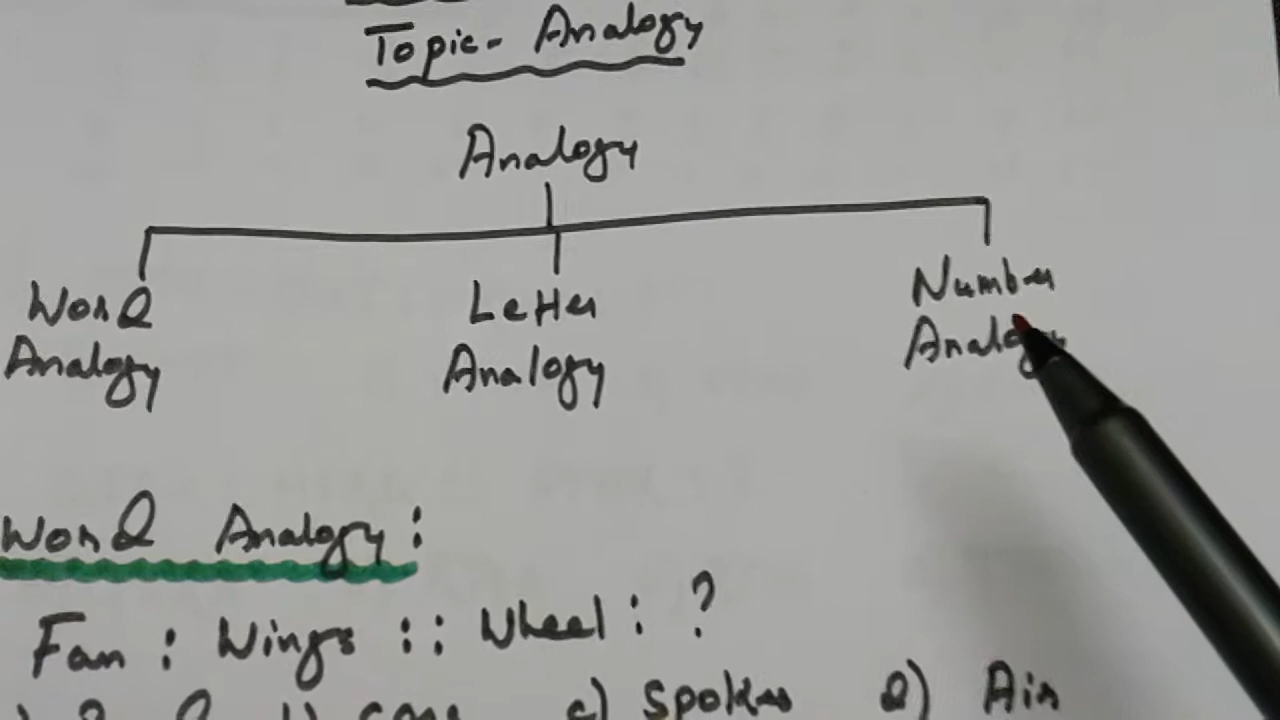 Topic - Analogy
Analogy
Word Analogy
Letter Analogy
Number Analogy
Word Analogy :
Fan : Wings :: Wheel : ?
c) Spokes d) Air